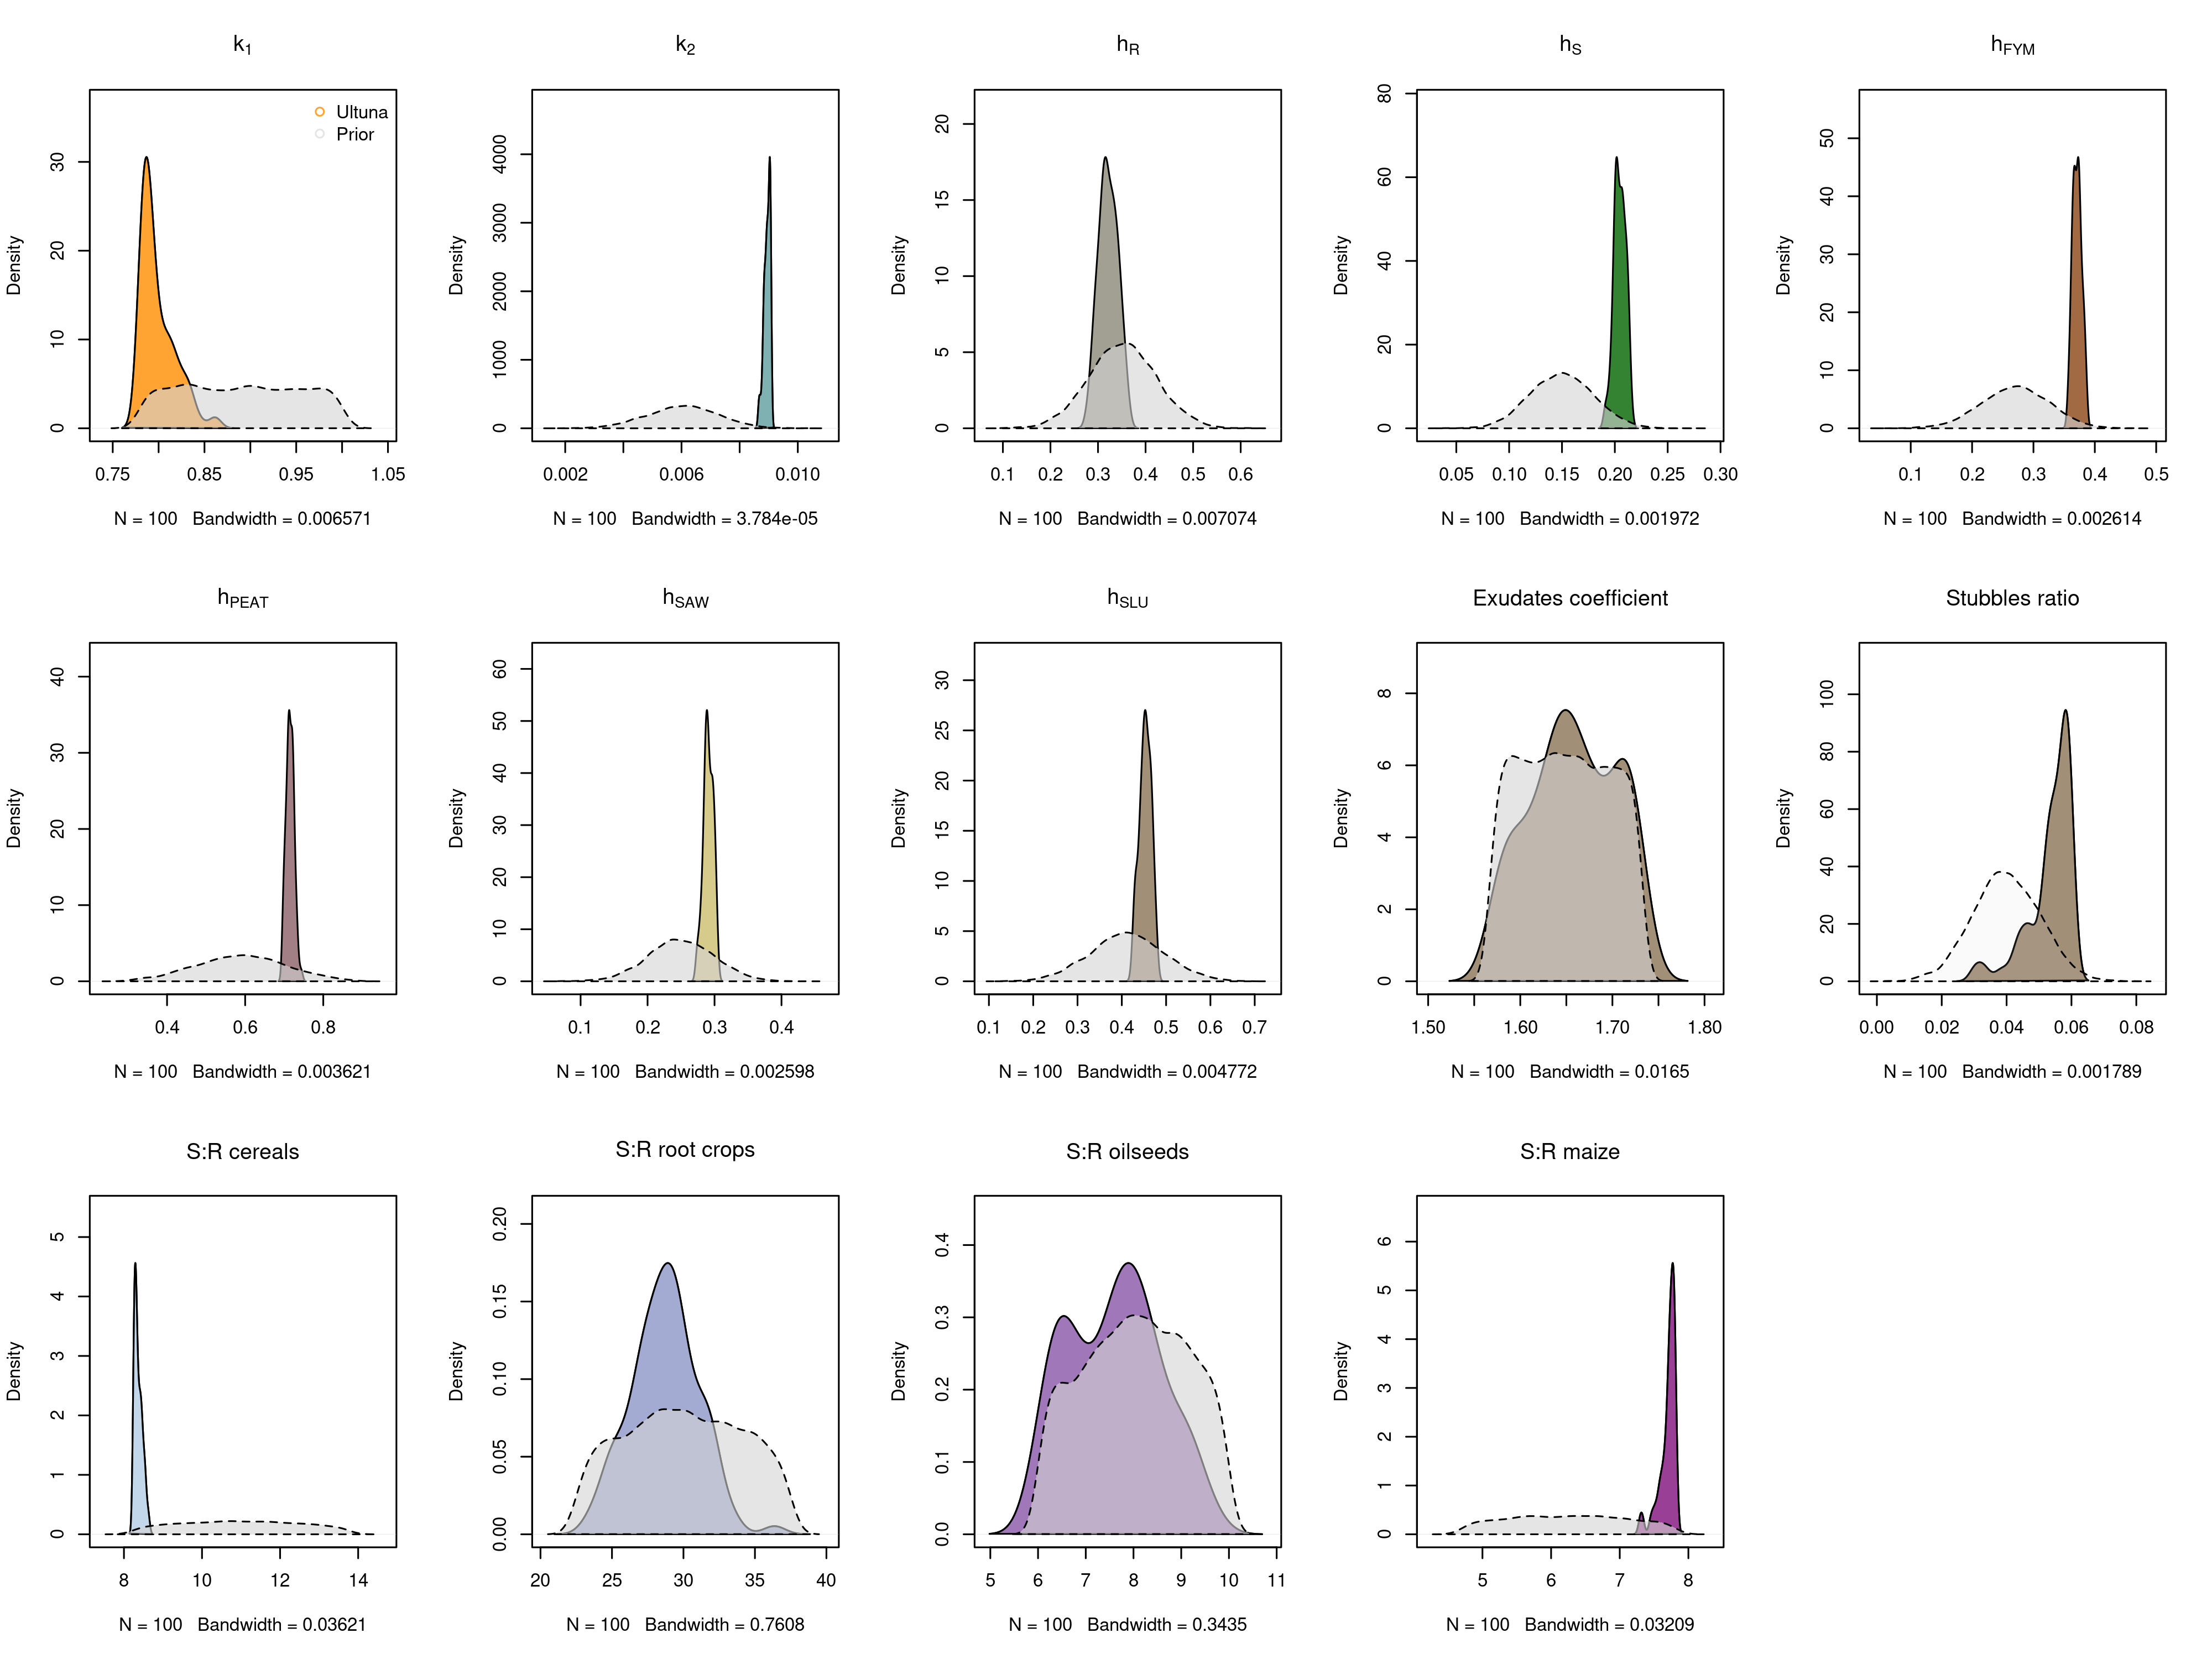 k1
Density
0 10 20 30
Ultuna
Prior
0.75 0.85 0.95 1.05
N = 100 Bandwidth = 0.006571
k2
Density
0 1000 2000 3000 4000
0.002 0.006 0.010
N = 100 Bandwidth = 3.784e-05
hR
Density
0 5 10 15 20
0.1 0.2 0.3 0.4 0.5 0.6
N = 100 Bandwidth = 0.007074
hS
Density
0 20 40 60 80
0.05 0.10 0.15 0.20 0.25 0.30
N = 100 Bandwidth = 0.001972
hFYM
Density
0 10 20 30 40 50
0.1 0.2 0.3 0.4 0.5
N = 100 Bandwidth = 0.002614
hPEAT
Density
0 10 20 30 40
0.4 0.6 0.8
N = 100 Bandwidth = 0.003621
hSAW
Density
0 10 20 30 40 50 60
0.1 0.2 0.3 0.4
N = 100 Bandwidth = 0.002598
hSLU
Density
0 5 10 15 20 25 30
0.1 0.2 0.3 0.4 0.5 0.6 0.7
N = 100 Bandwidth = 0.004772
Exudates coefficient
Density
0 2 4 6 8
1.50 1.60 1.70 1.80
N = 100 Bandwidth = 0.0165
Stubbles ratio
Density
0 20 40 60 80 100
0.00 0.02 0.04 0.06 0.08
N = 100 Bandwidth = 0.001789
S:R cereals
Density
0 1 2 3 4 5
8 10 12 14
N = 100 Bandwidth = 0.03621
S:R root crops
Density
0.00 0.05 0.10 0.15 0.20
20 25 30 35 40
N = 100 Bandwidth = 0.7608
S:R oilseeds
Density
0.0 0.1 0.2 0.3 0.4
5 6 7 8 9 10 11
N = 100 Bandwidth = 0.3435
S:R maize
Density
0 1 2 3 4 5 6
5 6 7 8
N = 100 Bandwidth = 0.03209